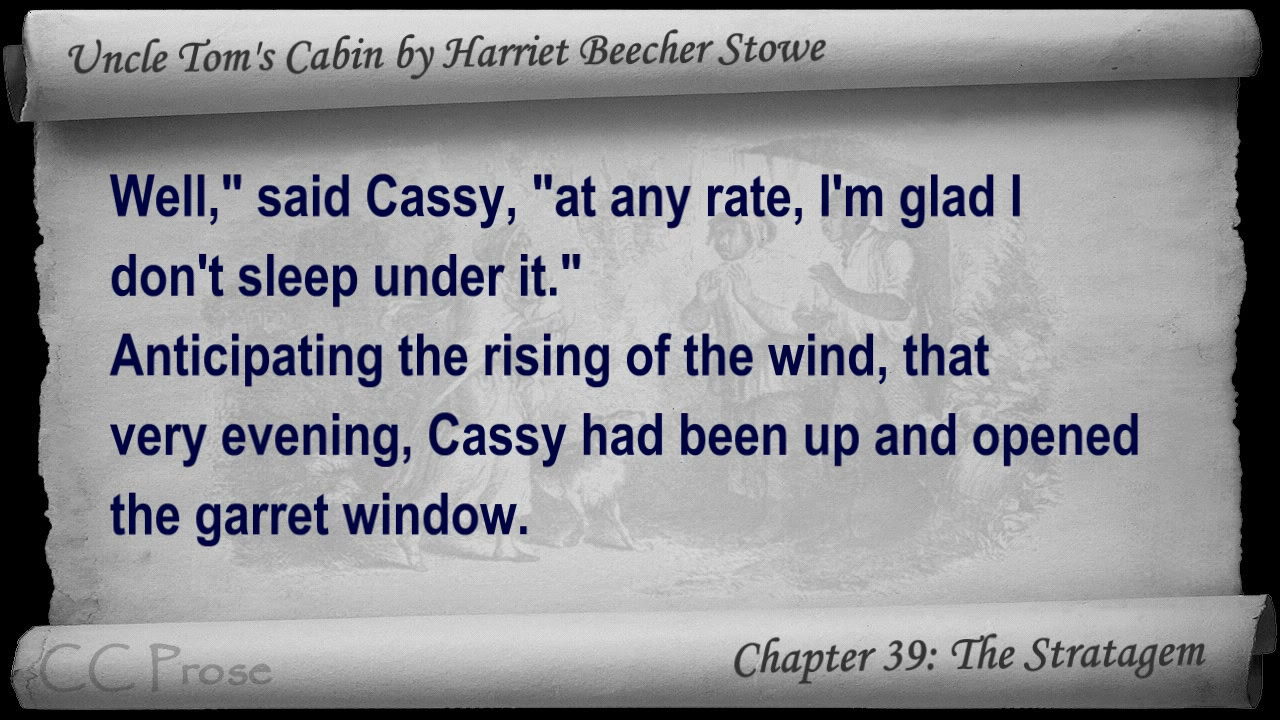 Uncle Tom's Cabin by Harriet Beecher Stowe
Well," said Cassy, "at any rate, I'm glad I
don't sleep under it."
Anticipating the rising of the wind, that
very evening, Cassy had been up and opened
the garret window.
CC Prose
Chapter 39: The Stratagem